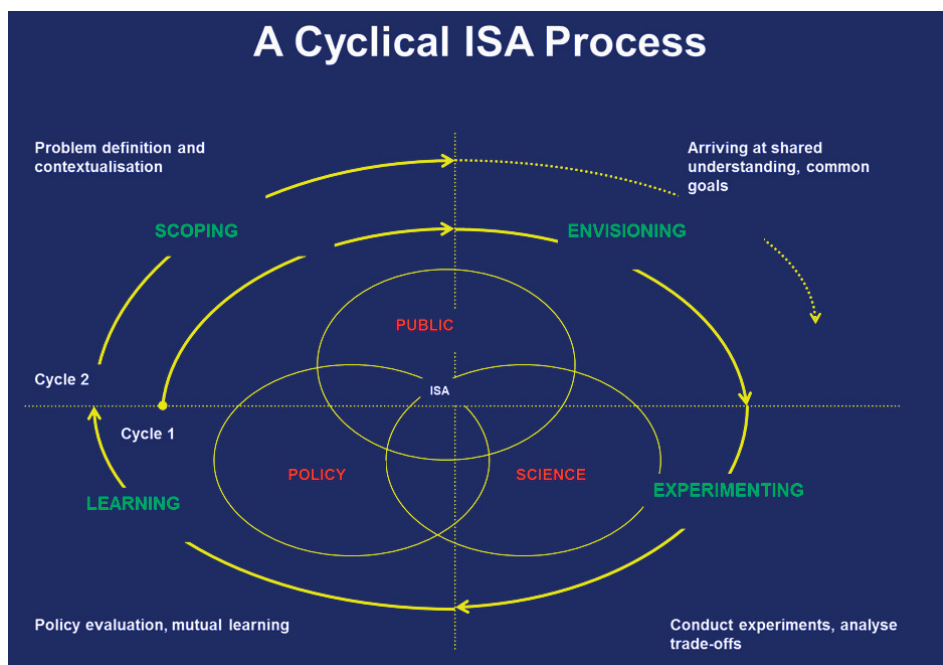 A Cyclical ISA Process
Problem definition and
contextualisation
Arriving at shared
understanding, common
goals
SCOPING
ENVISIONING
PUBLIC
Cycle 2
ISA
Cycle 1
POLICY
SCIENCE
LEARNING
EXPERIMENTING
Policy evaluation, mutual learning
Conduct experiments, analyse
trade-offs